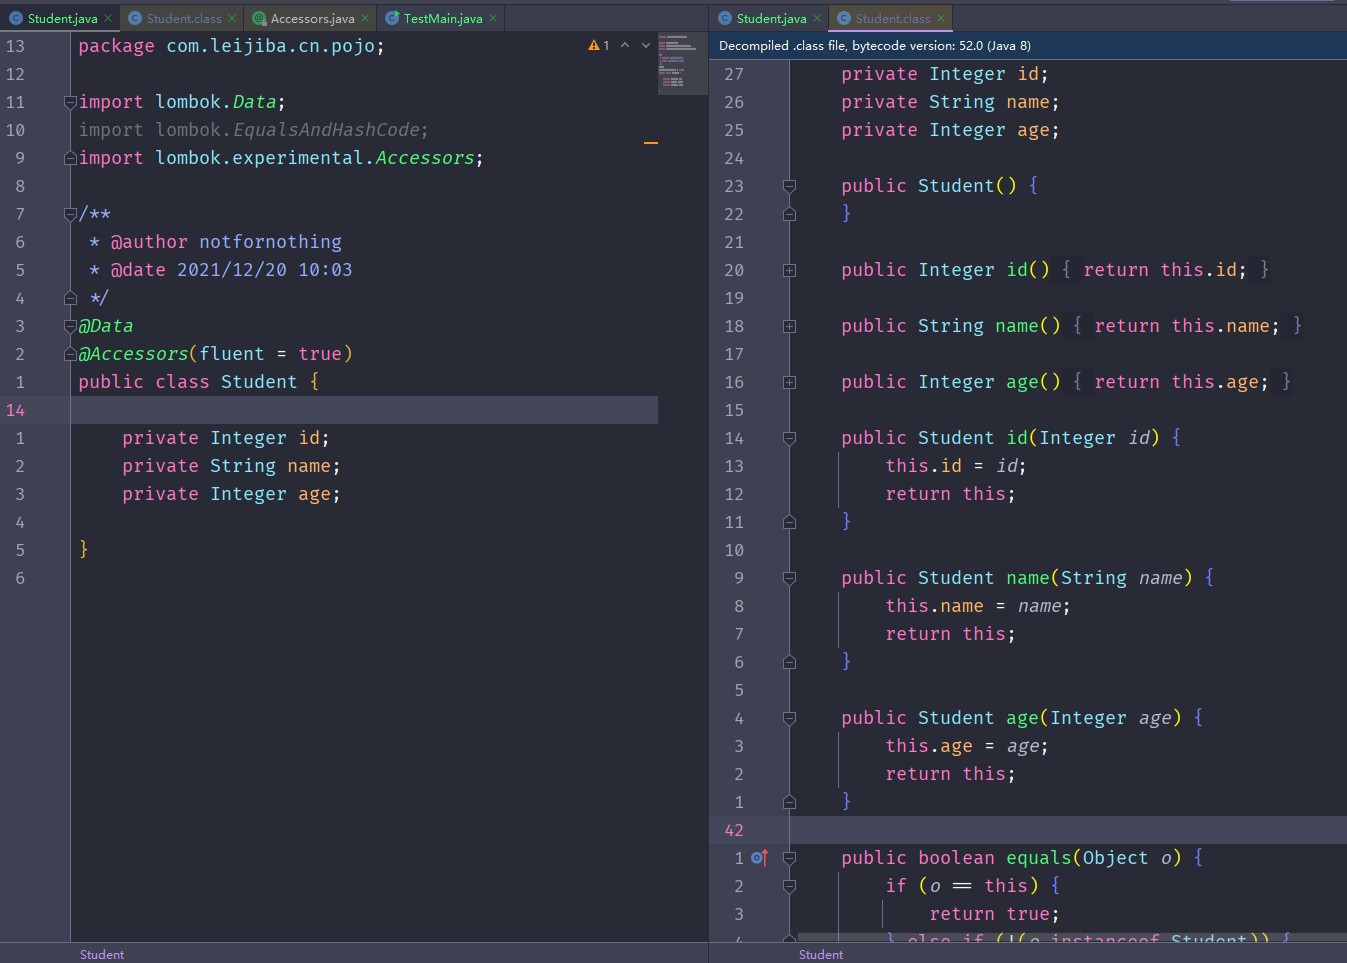 Student.java Student.class Accessors.java TestMain.java
13 package com.leijiba.cn.pojo; 1
12
11 import lombok.Data;
10 import lombok.EqualsAndHashCode;
9 import lombok.experimental.Accessors;
8
7 /**
6 * @author notfornothing
5 * @date 2021/12/20 10:03
4 */
3 @Data
2 @Accessors(fluent = true)
1 public class Student {
14
1 private Integer id;
2 private String name;
3 private Integer age;
4
5 }
6
Student
Student.java Student.class
Decompiled .class file, bytecode version: 52.0 (Java 8)
27 private Integer id;
26 private String name;
25 private Integer age;
24
23 public Student() {
22 }
21
20 public Integer id() { return this.id; }
19
18 public String name() { return this.name; }
17
16 public Integer age() { return this.age; }
15
14 public Student id(Integer id) {
13 this.id = id;
12 return this;
11 }
10
9 public Student name(String name) {
8 this.name = name;
7 return this;
6 }
5
4 public Student age(Integer age) {
3 this.age = age;
2 return this;
1 }
42
1 public boolean equals(Object o) {
2 if (o == this) {
3 return true;
4 } else if (!(o instanceof Student)) {
Student